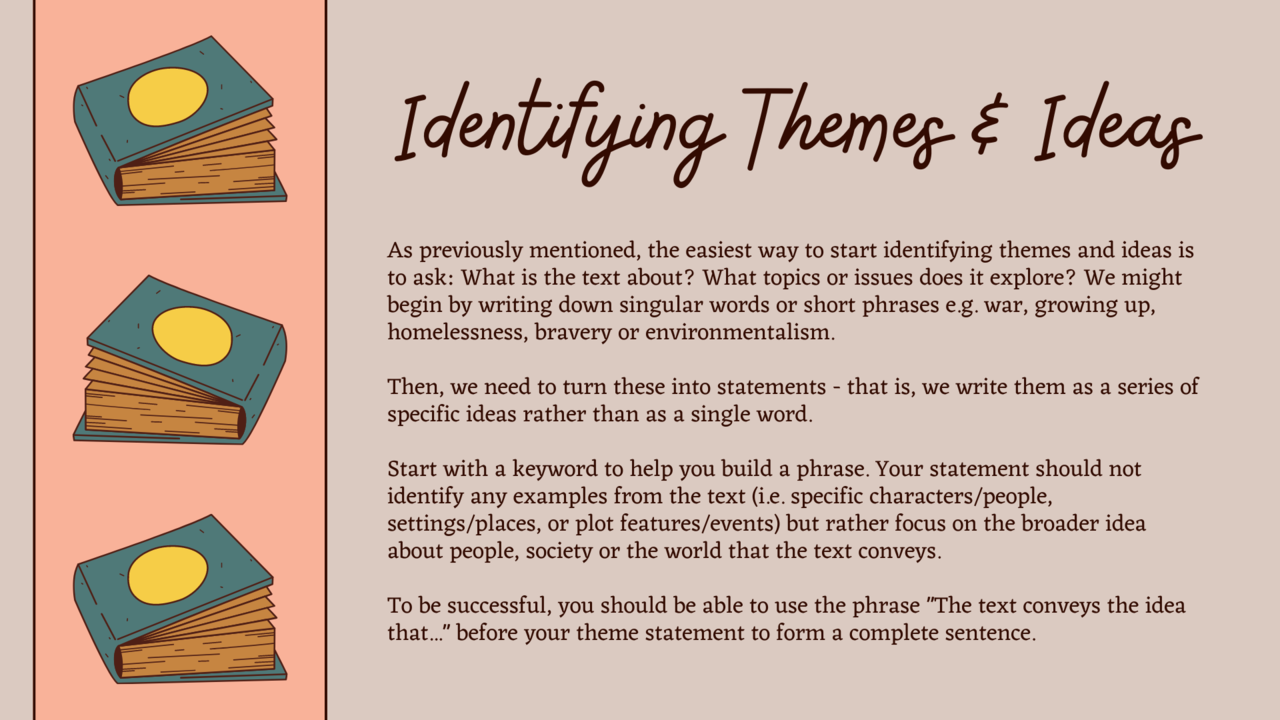 Identifying Themes & Ideas
As previously mentioned, the easiest way to start identifying themes and ideas is
to ask: What is the text about? What topics or issues does it explore? We might
begin by writing down singular words or short phrases e.g. war, growing up,
homelessness, bravery or environmentalism.
Then, we need to turn these into statements - that is, we write them as a series of
specific ideas rather than as a single word.
Start with a keyword to help you build a phrase. Your statement should not
identify any examples from the text (i.e. specific characters/people,
settings/places, or plot features/events) but rather focus on the broader idea
about people, society or the world that the text conveys.
To be successful, you should be able to use the phrase "The text conveys the idea
that..." before your theme statement to form a complete sentence.